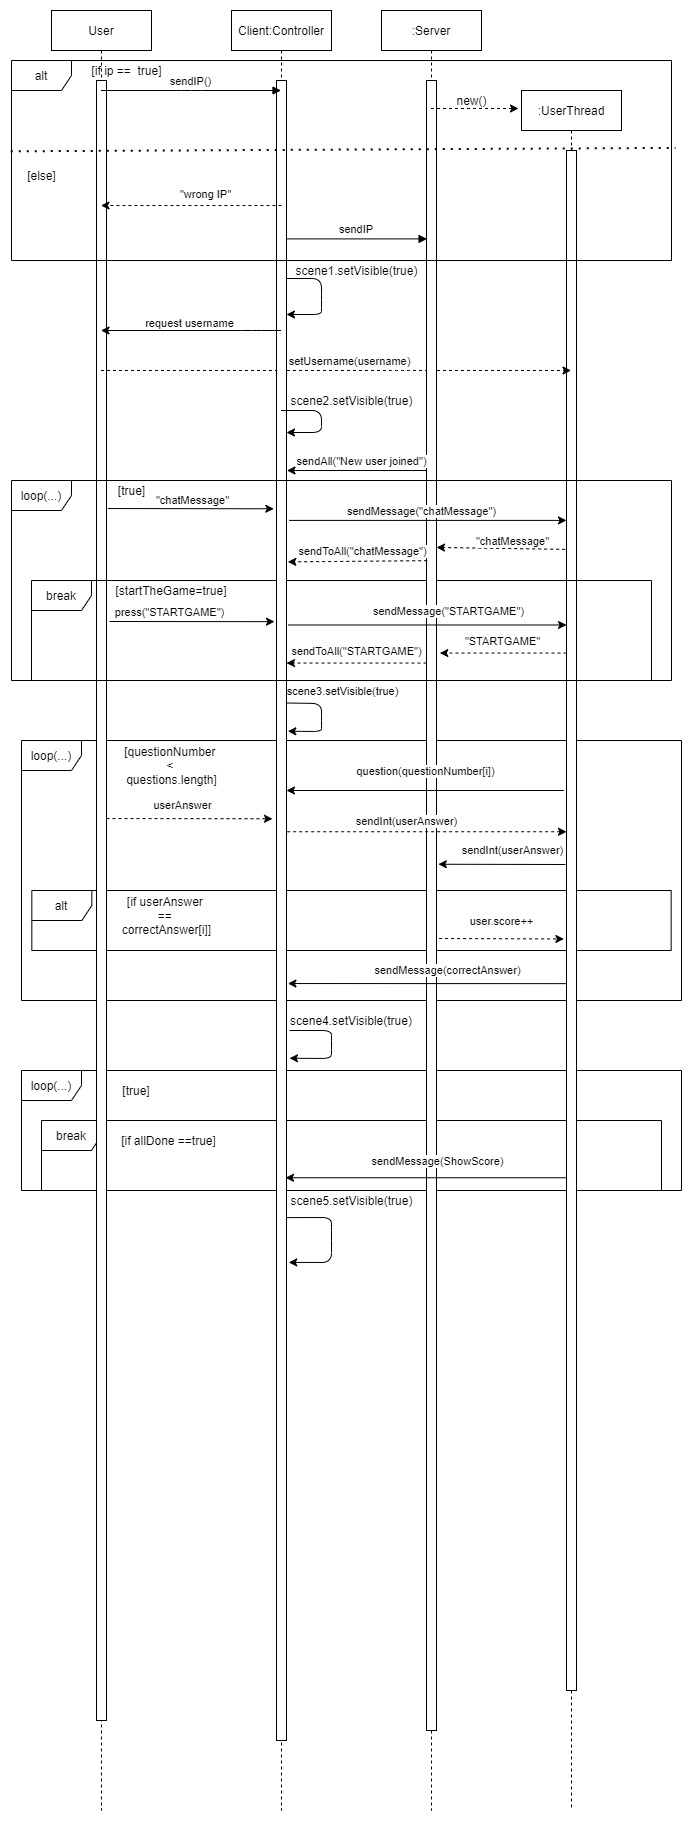 User
Client:Controller
:Server
alt
[if ip ==  true]
sendIP()
new()
:UserThread
[else]
"wrong IP"
sendIP
scene1.setVisible(true)
request username
setUsername(username)
scene2.setVisible(true)
sendAll("New user joined")
loop(...)
[true]
"chatMessage"
sendMessage("chatMessage")
"chatMessage"
sendToAll("chatMessage")
break
[startTheGame=true]
press("STARTGAME")
sendMessage("STARTGAME")
"STARTGAME"
sendToAll("STARTGAME")
scene3.setVisible(true)
loop(...)
[questionNumber
<
questions.length]
question(questionNumber[i])
userAnswer
sendInt(userAnswer)
sendInt(userAnswer)
alt
[if userAnswer
==
correctAnswer[i]]
user.score++
sendMessage(correctAnswer)
scene4.setVisible(true)
loop(...)
[true]
break
[if allDone ==true]
sendMessage(ShowScore)
scene5.setVisible(true)